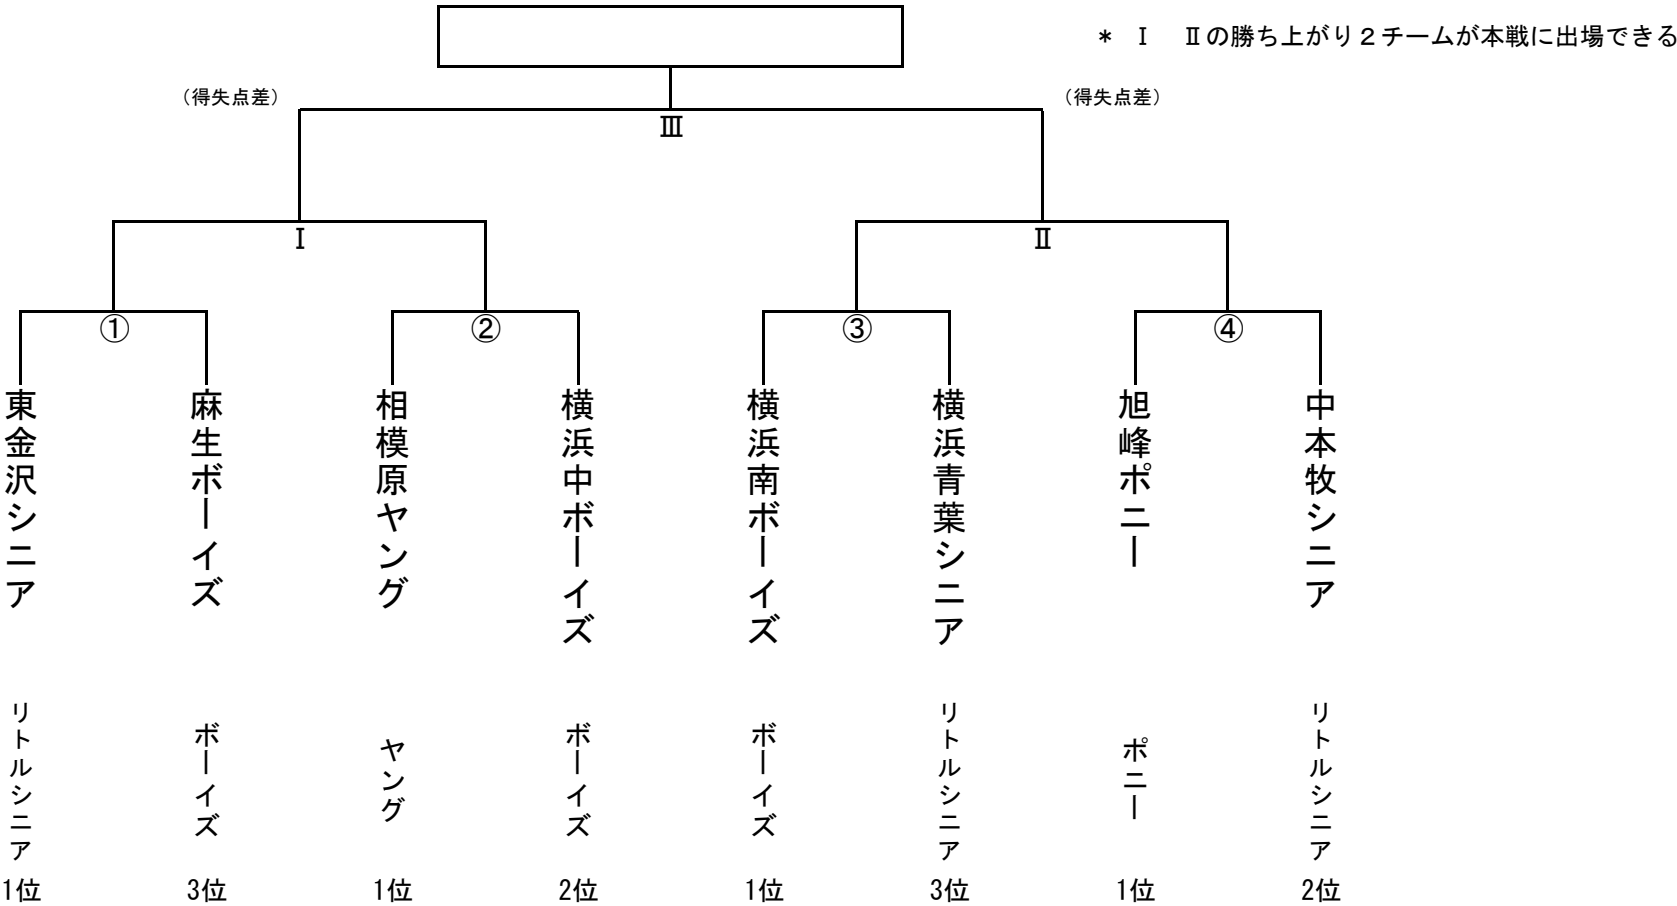 * Ⅰ Ⅱの勝ち上がり２チームが本戦に出場できる
(得失点差)
(得失点差)
Ⅲ
Ⅰ
Ⅱ
①
②
③
④
東金沢シニア
麻生ボーイズ
相模原ヤング
横浜中ボーイズ
横浜南ボーイズ
横浜青葉シニア
旭峰ポニー
中本牧シニア
リトルシニア
ボーイズ
ヤング
ボーイズ
ボーイズ
リトルシニア
ポニー
リトルシニア
1位
3位
1位
2位
1位
3位
1位
2位